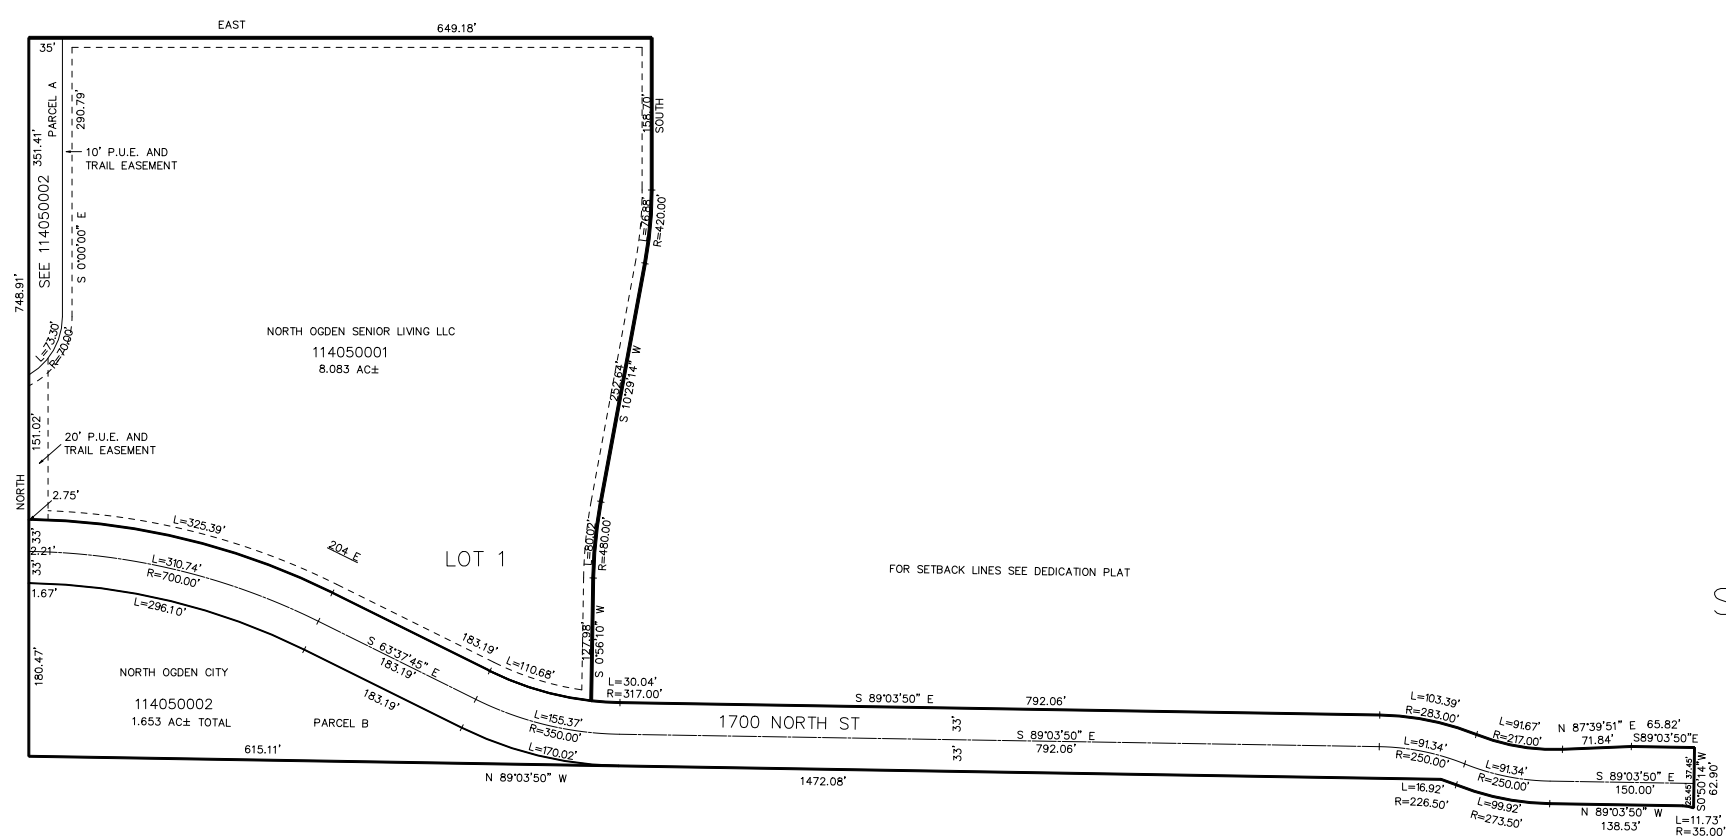 EAST
649.18'
35'
PARCEL A
290.79'
351.41'
10' P.U.E. AND
TRAIL EASEMENT
158.70'
SOUTH
SEE 114050002
S 0°00'00" E
L=76.88'
R=420.00'
748.91'
NORTH OGDEN SENIOR LIVING LLC
114050001
8.083 AC±
L=73.30'
R=70.00'
252.64'
S 10°29'14" W
151.02'
20' P.U.E. AND
TRAIL EASEMENT
NORTH
2.75'
L=325.39'
204 E
LOT 1
L=80.02'
R=480.00'
33'
2.21'
33'
L=310.74'
R=700.00'
FOR SETBACK LINES SEE DEDICATION PLAT
1.67'
L=296.10'
183.19'
S 63°37'45" E
183.19'
L=110.68'
127.98'
S 0°56'10" W
180.47'
NORTH OGDEN CITY
114050002
1.653 AC± TOTAL
PARCEL B
183.19'
L=30.04'
R=317.00'
S 89°03'50" E
792.06'
L=155.37'
R=350.00'
L=170.02'
1700 NORTH ST
33'
33'
S 89°03'50" E
792.06'
L=103.39'
R=283.00'
L=91.67'
R=217.00'
N 87°39'51" E
71.84'
65.82'
S89°03'50"E
L=91.34'
R=250.00'
L=91.34'
R=250.00'
S 89°03'50" E
150.00'
37.45'
25.45'
S0°50'14"W
62.90'
615.11'
N 89°03'50" W
1472.08'
L=16.92'
R=226.50'
L=99.92'
R=273.50'
N 89°03'50" W
138.53'
L=11.73'
R=35.00'